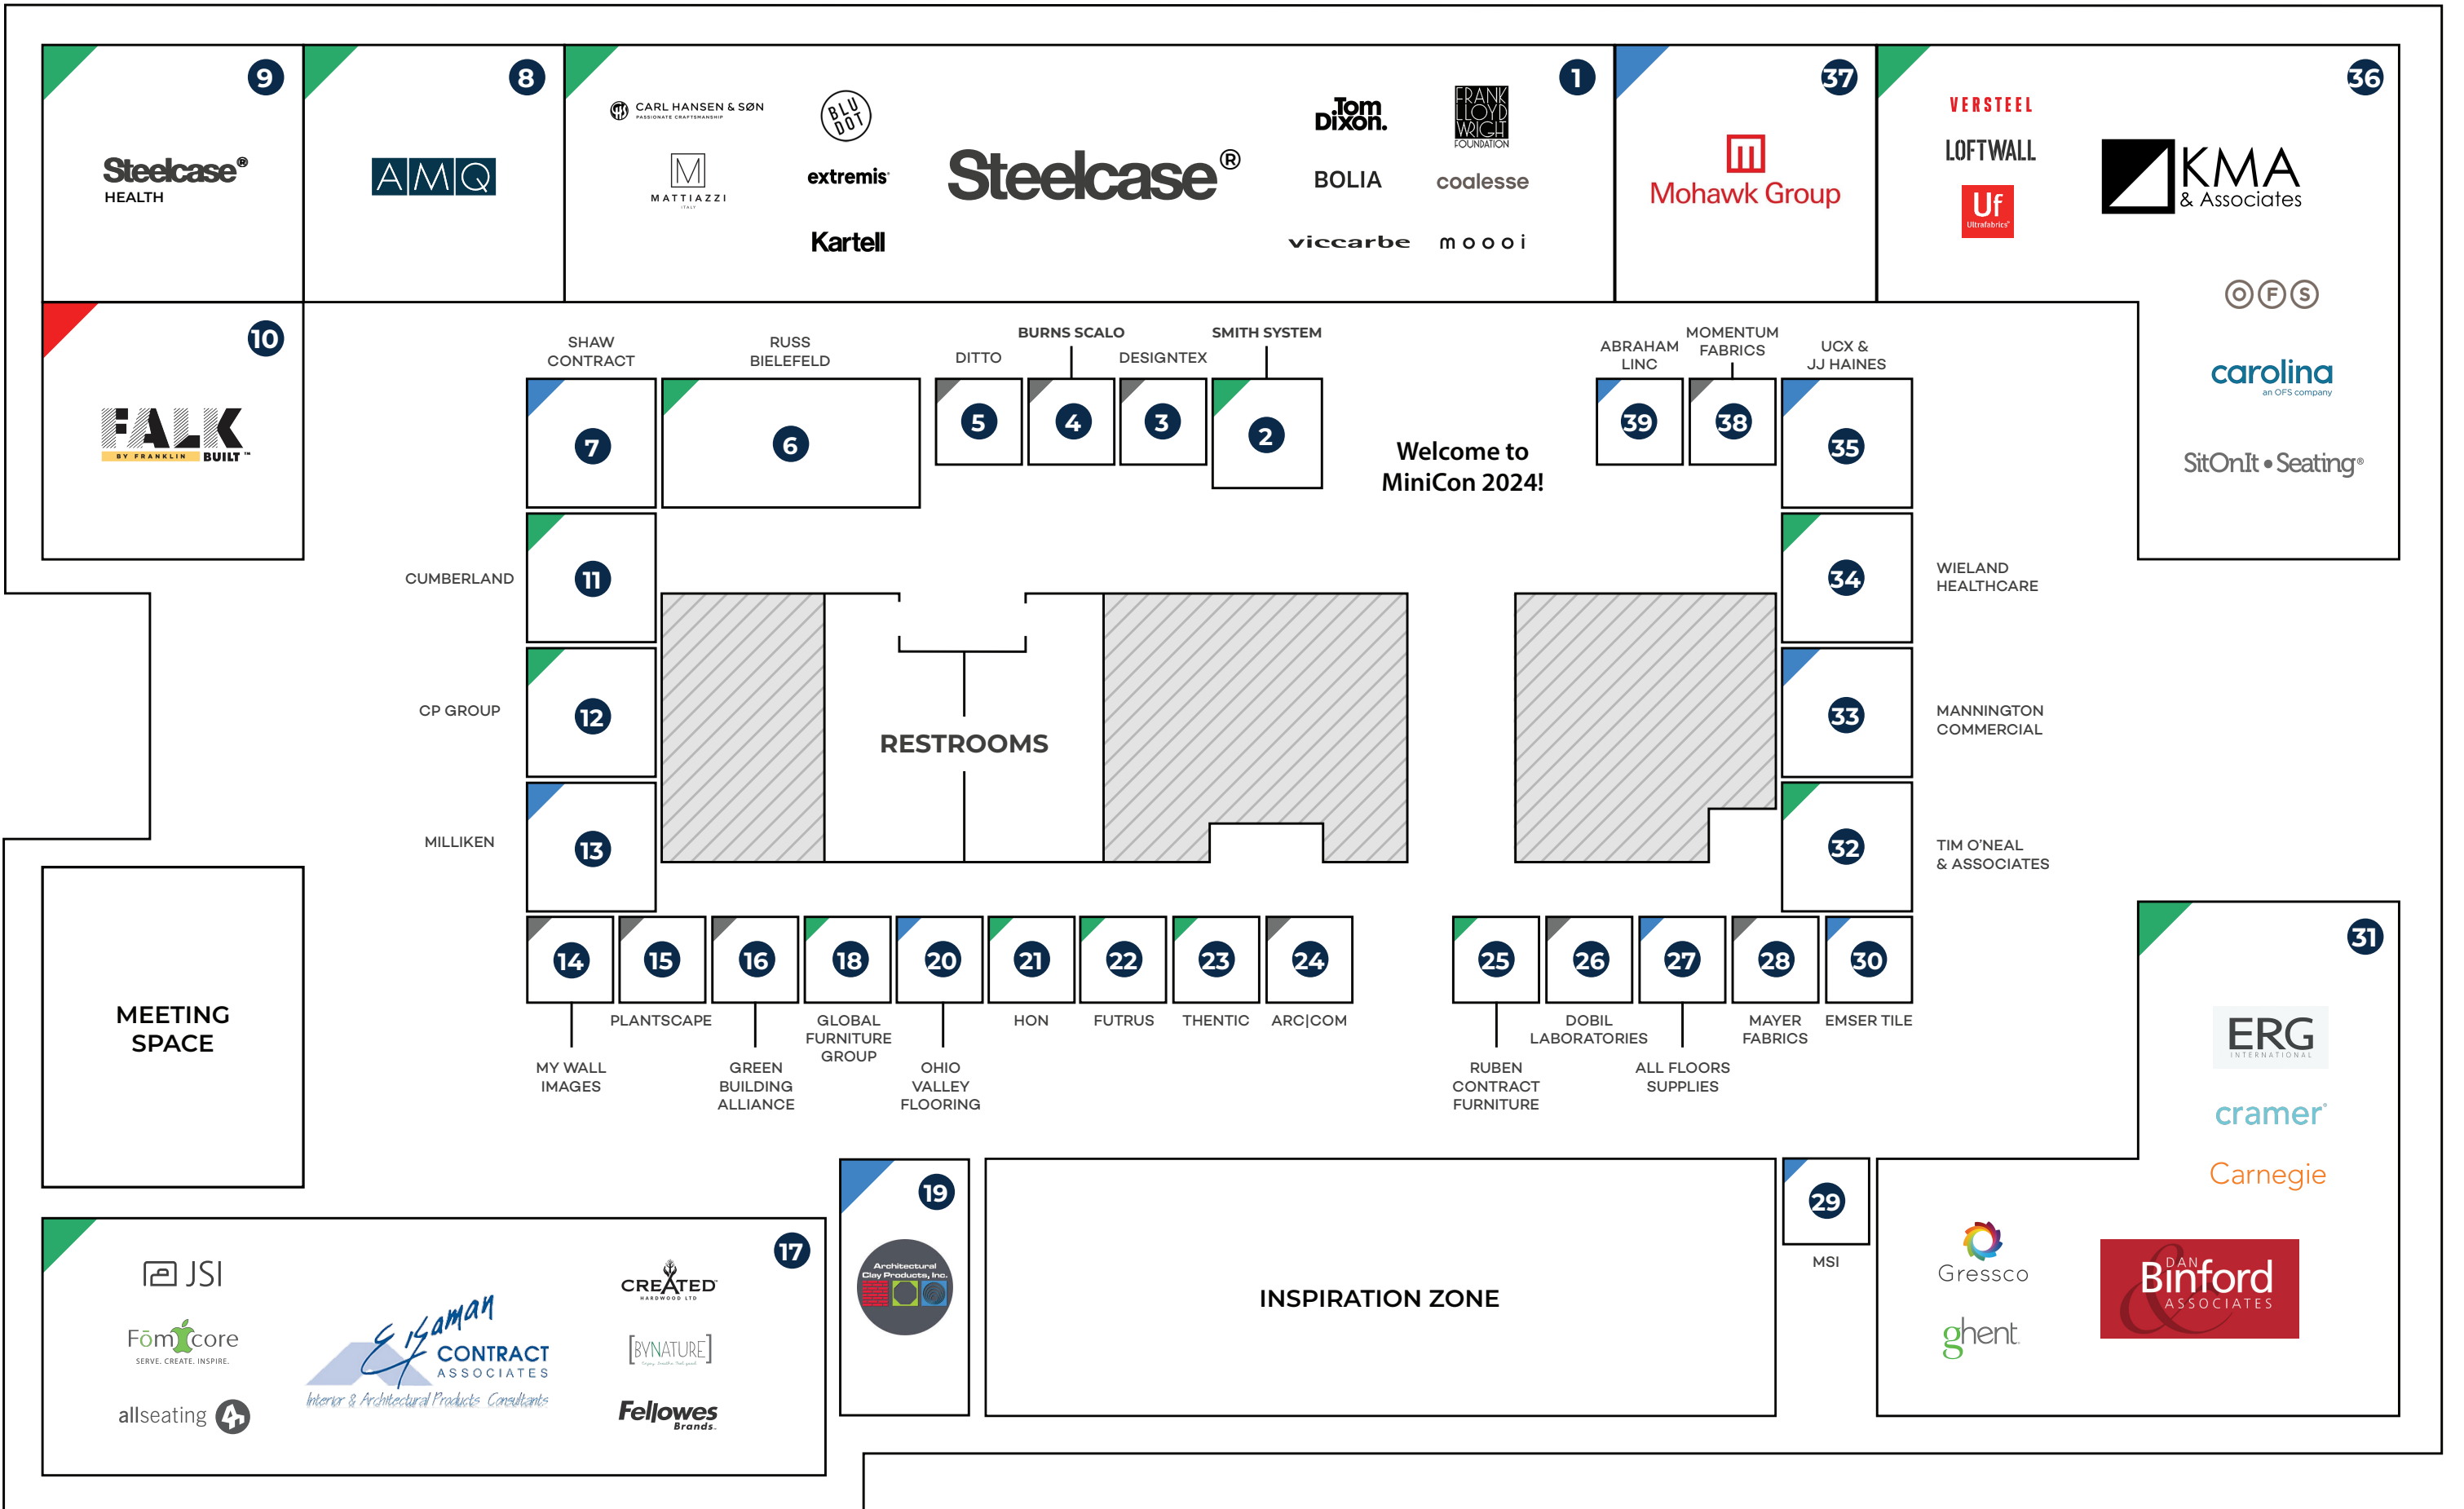 9
Steelcase®
HEALTH
8
AMQ
1
CARL HANSEN & SØN
PASSIONATE CRAFTSMANSHIP
BLU
DOT
M
MATTIAZZI
ITALY
extremis
Kartell
Steelcase®
Tom
Dixon.
FRANK
LLOYD
WRIGHT
FOUNDATION
BOLIA
coalesse
viccarbe
moooi
37
Mohawk Group
36
VERSTEEL
LOFTWALL
Uf
Ultrafabrics®
KMA
& Associates
OFS
carolina
an OFS company
SitOnIt • Seating®
10
FALK
BY FRANKLIN BUILT™
SHAW
CONTRACT
7
RUSS
BIELEFELD
6
DITTO
5
BURNS SCALO
4
DESIGNTEX
3
SMITH SYSTEM
2
Welcome to
MiniCon 2024!
ABRAHAM
LINC
39
MOMENTUM
FABRICS
38
UCX &
JJ HAINES
35
CUMBERLAND
11
CP GROUP
12
MILLIKEN
13
RESTROOMS
34
WIELAND
HEALTHCARE
33
MANNINGTON
COMMERCIAL
32
TIM O'NEAL
& ASSOCIATES
14
MY WALL
IMAGES
15
PLANTSCAPE
16
GREEN
BUILDING
ALLIANCE
18
GLOBAL
FURNITURE
GROUP
20
OHIO
VALLEY
FLOORING
21
HON
22
FUTRUS
23
THENTIC
24
ARC|COM
25
RUBEN
CONTRACT
FURNITURE
26
DOBIL
LABORATORIES
27
ALL FLOORS
SUPPLIES
28
MAYER
FABRICS
30
EMSER TILE
MEETING
SPACE
31
ERG
INTERNATIONAL
cramer®
Carnegie
Gressco
ghent
DAN
Binford
&
ASSOCIATES
17
JSI
Fōmcore
SERVE. CREATE. INSPIRE.
allseating
Eisaman
CONTRACT
ASSOCIATES
Interior & Architectural Products Consultants
CREATED
HARDWOOD LTD
[BYNATURE]
Fellowes
Brands
19
Architectural
Clay Products, Inc.
INSPIRATION ZONE
29
MSI